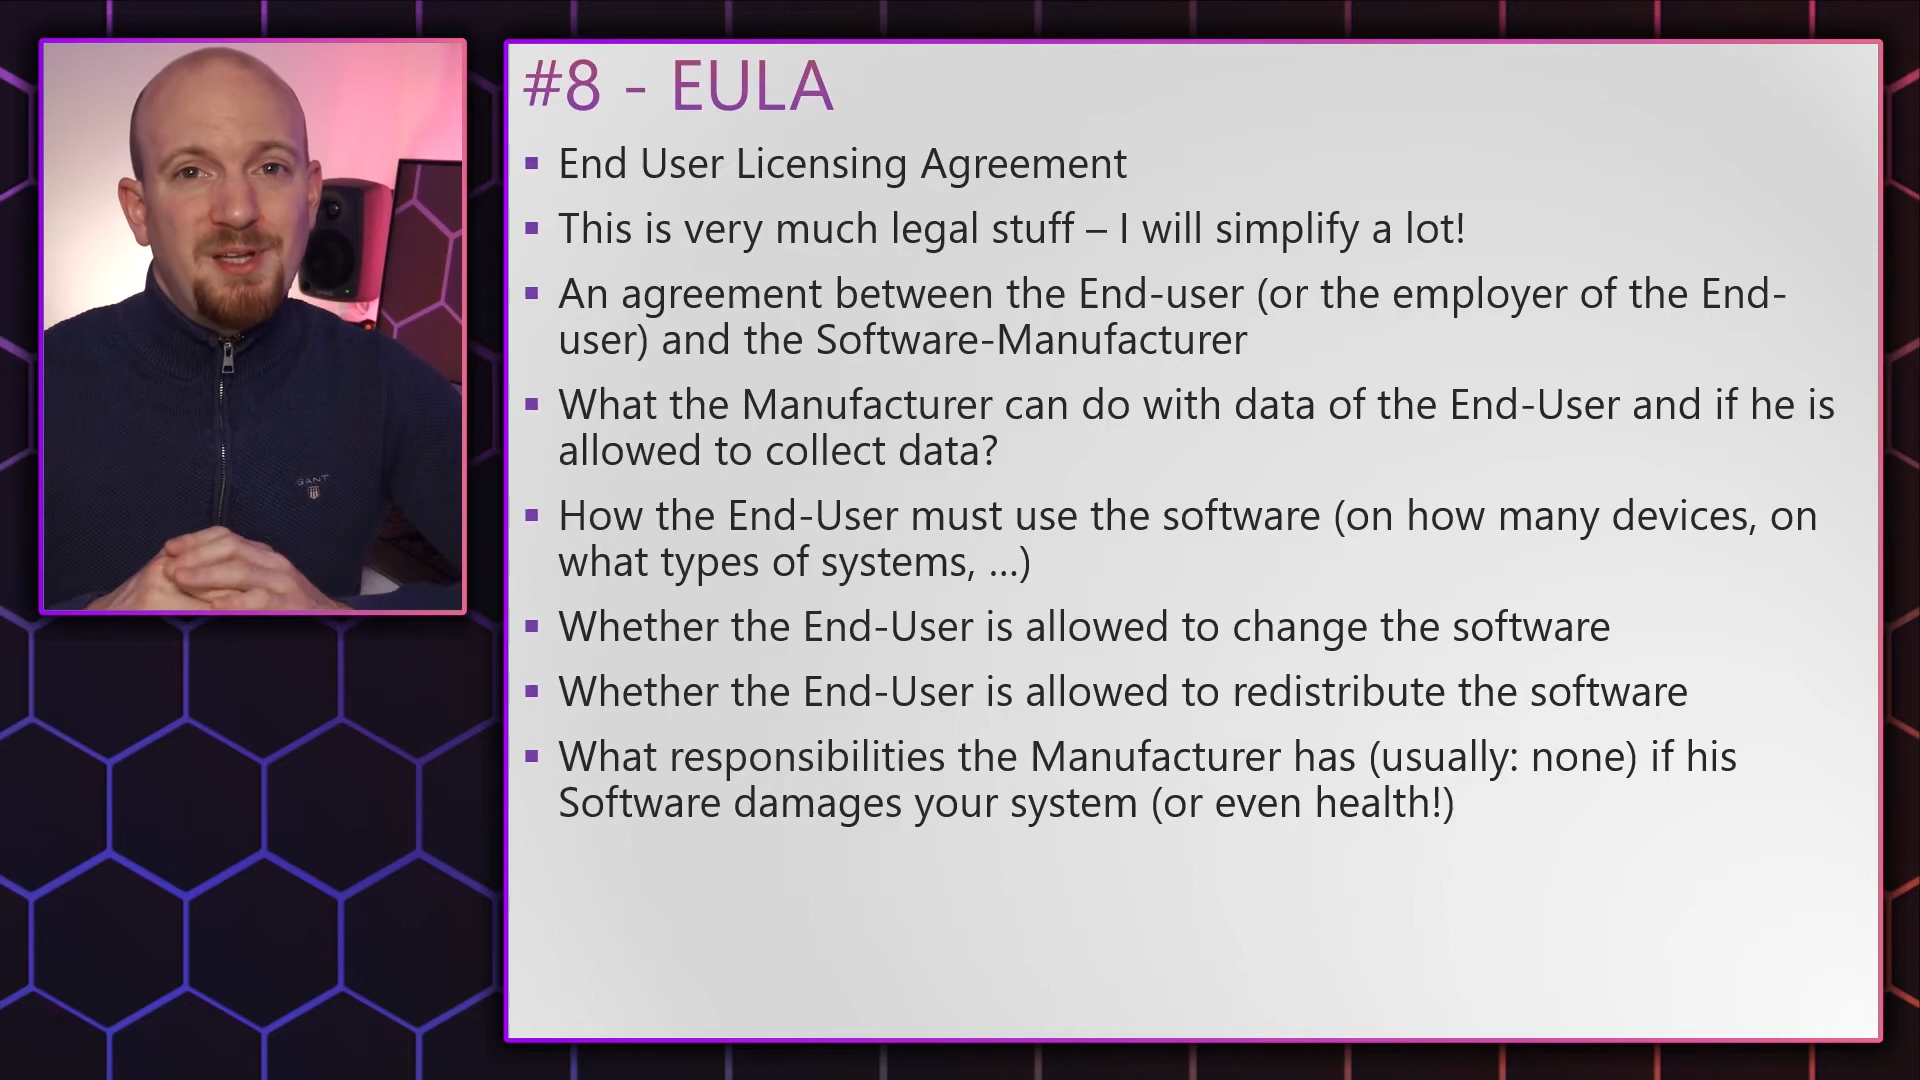 #8 - EULA
End User Licensing Agreement
This is very much legal stuff – I will simplify a lot!
An agreement between the End-user (or the employer of the End-
user) and the Software-Manufacturer
What the Manufacturer can do with data of the End-User and if he is
allowed to collect data?
How the End-User must use the software (on how many devices, on
what types of systems, ...)
Whether the End-User is allowed to change the software
Whether the End-User is allowed to redistribute the software
What responsibilities the Manufacturer has (usually: none) if his
Software damages your system (or even health!)
GANT